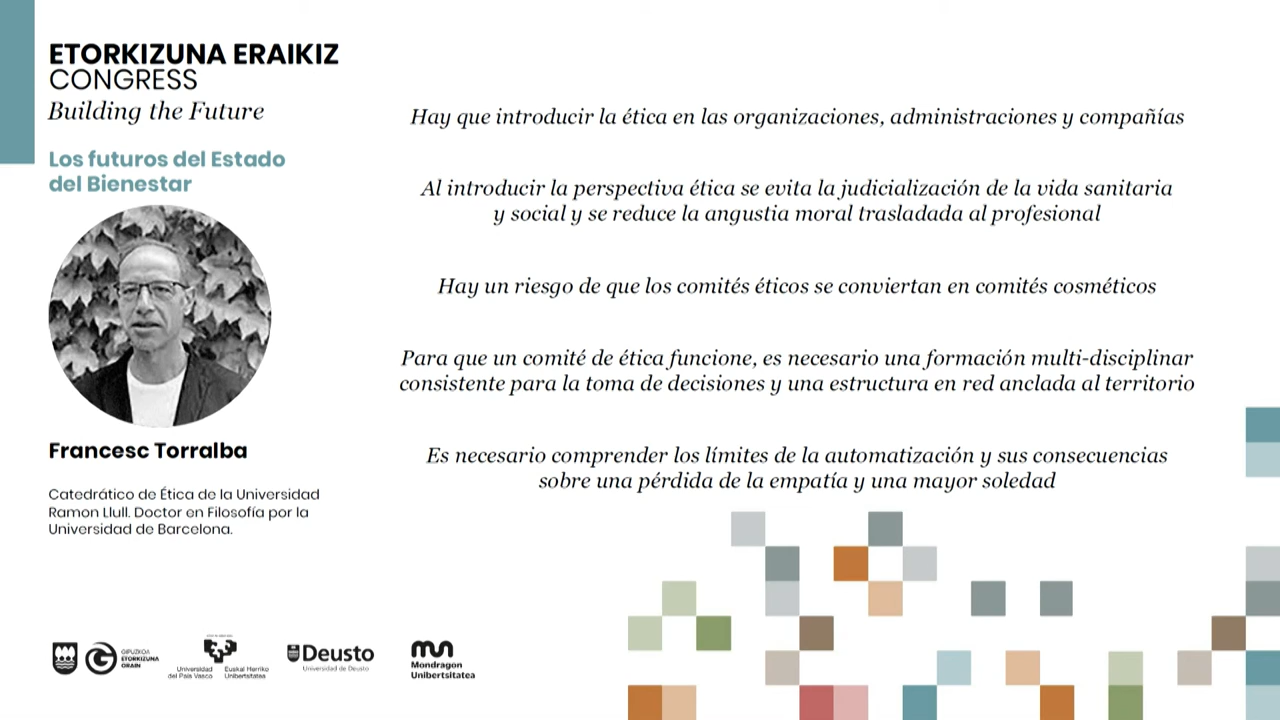 ETORKIZUNA ERAIKIZ
CONGRESS
Building the Future
Los futuros del Estado
del Bienestar
Francesc Torralba
Catedrático de Ética de la Universidad
Ramon Llull. Doctor en Filosofía por la
Universidad de Barcelona.
Hay que introducir la ética en las organizaciones, administraciones y compañías
Al introducir la perspectiva ética se evita la judicialización de la vida sanitaria
y social y se reduce la angustia moral trasladada al profesional
Hay un riesgo de que los comités éticos se conviertan en comités cosméticos
Para que un comité de ética funcione, es necesario una formación multi-disciplinar
consistente para la toma de decisiones y una estructura en red anclada al territorio
Es necesario comprender los límites de la automatización y sus consecuencias
sobre una pérdida de la empatía y una mayor soledad
GIPUZKOA
ETORKIZUNA
ORAIN
Universidad
del País Vasco
Euskal Herriko
Unibertsitatea
Deusto
Universidad de Deusto
Mondragon
Unibertsitatea